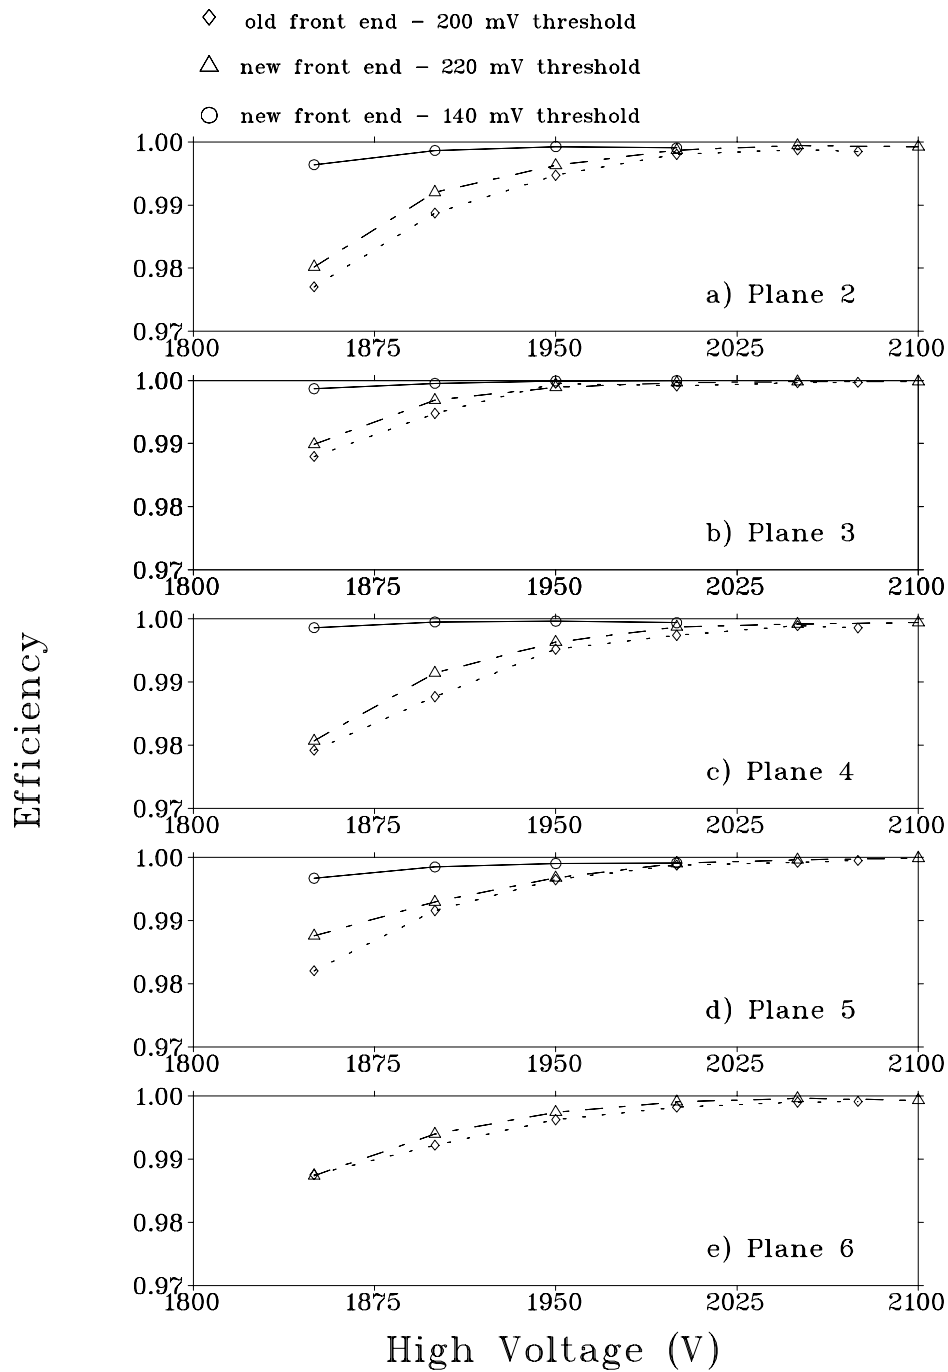 old front end – 200 mV threshold
new front end – 220 mV threshold
new front end – 140 mV threshold
1.00
0.99
0.98
0.97
a) Plane 2
1800 1875 1950 2025 2100
1.00
0.99
0.98
0.97
b) Plane 3
1800 1875 1950 2025 2100
1.00
0.99
0.98
0.97
c) Plane 4
1800 1875 1950 2025 2100
1.00
0.99
0.98
0.97
d) Plane 5
1800 1875 1950 2025 2100
1.00
0.99
0.98
0.97
e) Plane 6
1800 1875 1950 2025 2100
Efficiency
High Voltage (V)